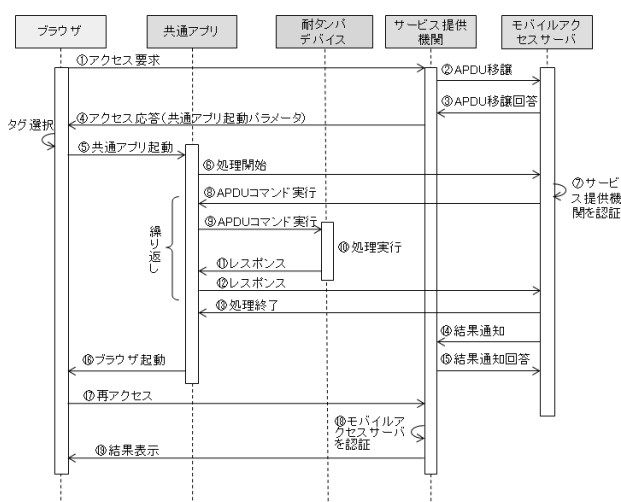 ブラウザ
共通アプリ
耐タンパ
デバイス
サービス提供
機関
モバイルアク
セスサーバ
①アクセス要求
②APDU移譲
③APDU移譲回答
④アクセス応答(共通アプリ起動パラメータ)
タグ選択
⑤共通アプリ起動
⑥処理開始
⑦サービ
ス提供機
関を認証
⑧APDUコマンド実行
⑨APDUコマンド実行
繰り返し
⑩処理実行
⑪レスポンス
⑫レスポンス
⑬処理終了
⑭結果通知
⑮結果通知回答
⑯ブラウザ起動
⑰再アクセス
⑱モバイルア
クセスサーバ
を認証
⑲結果表示